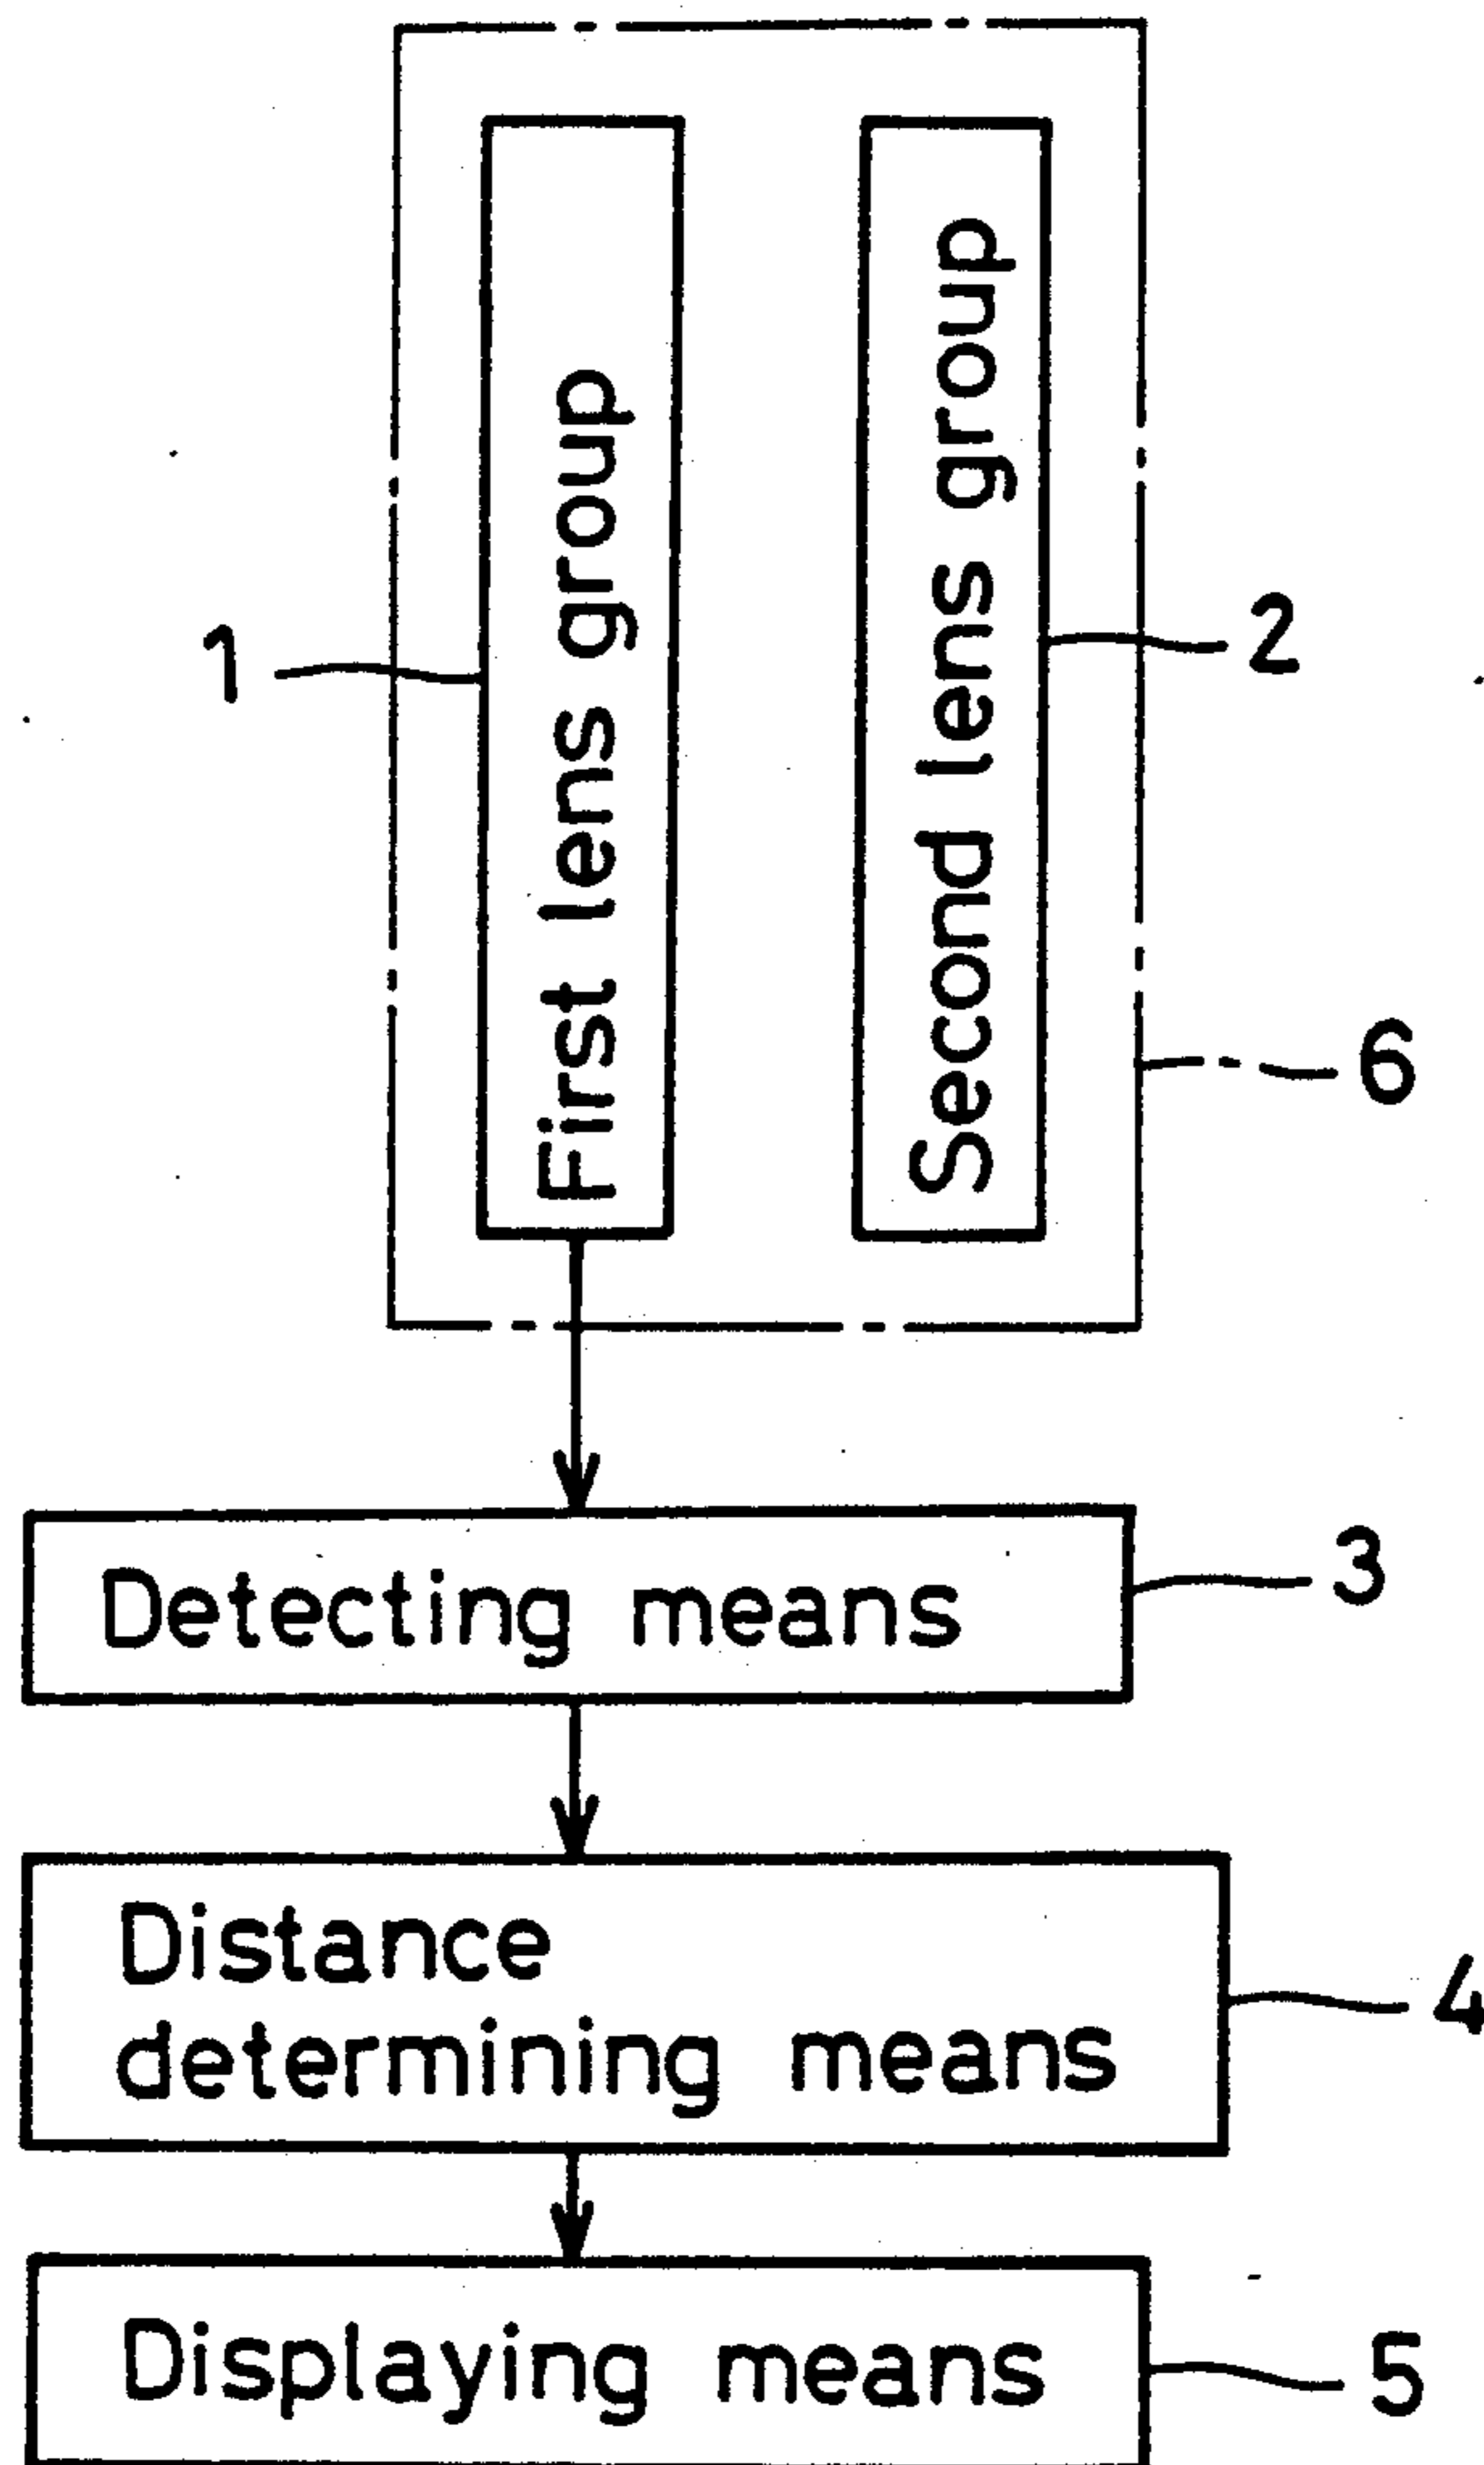 First lens group
Second lens group
1
2
6
Detecting means
3
Distance
determining means
4
Displaying means
5